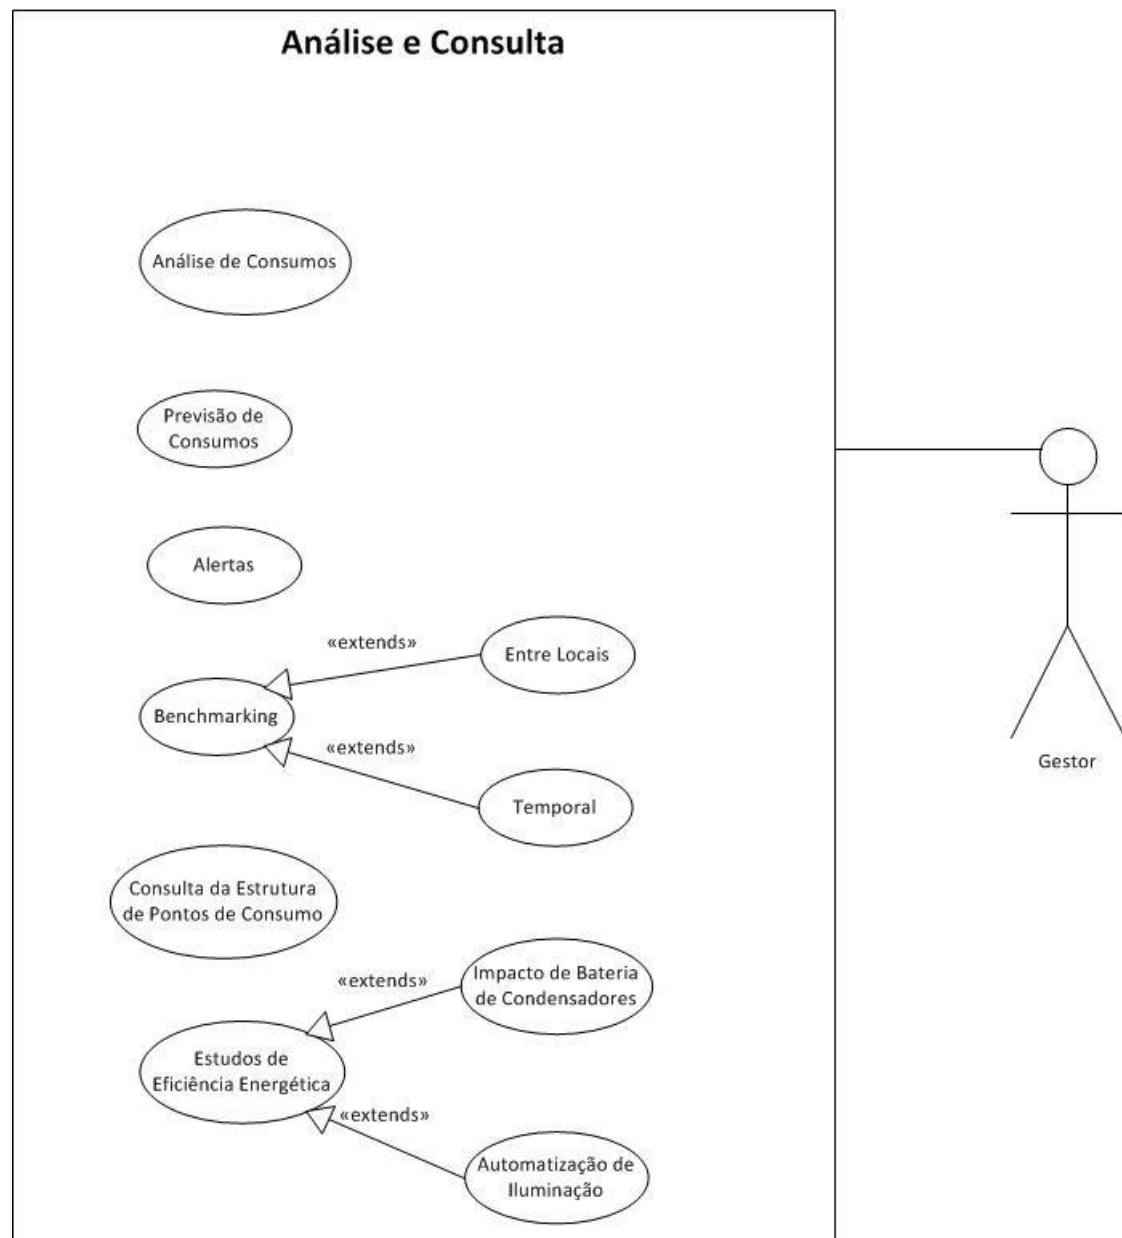 Análise e Consulta
Análise de Consumos
Previsão de
Consumos
Alertas
«extends»
Entre Locais
Benchmarking
«extends»
Temporal
Gestor
Consulta da Estrutura
de Pontos de Consumo
«extends»
Impacto de Bateria
de Condensadores
Estudos de
Eficiência Energética
«extends»
Automatização de
Iluminação